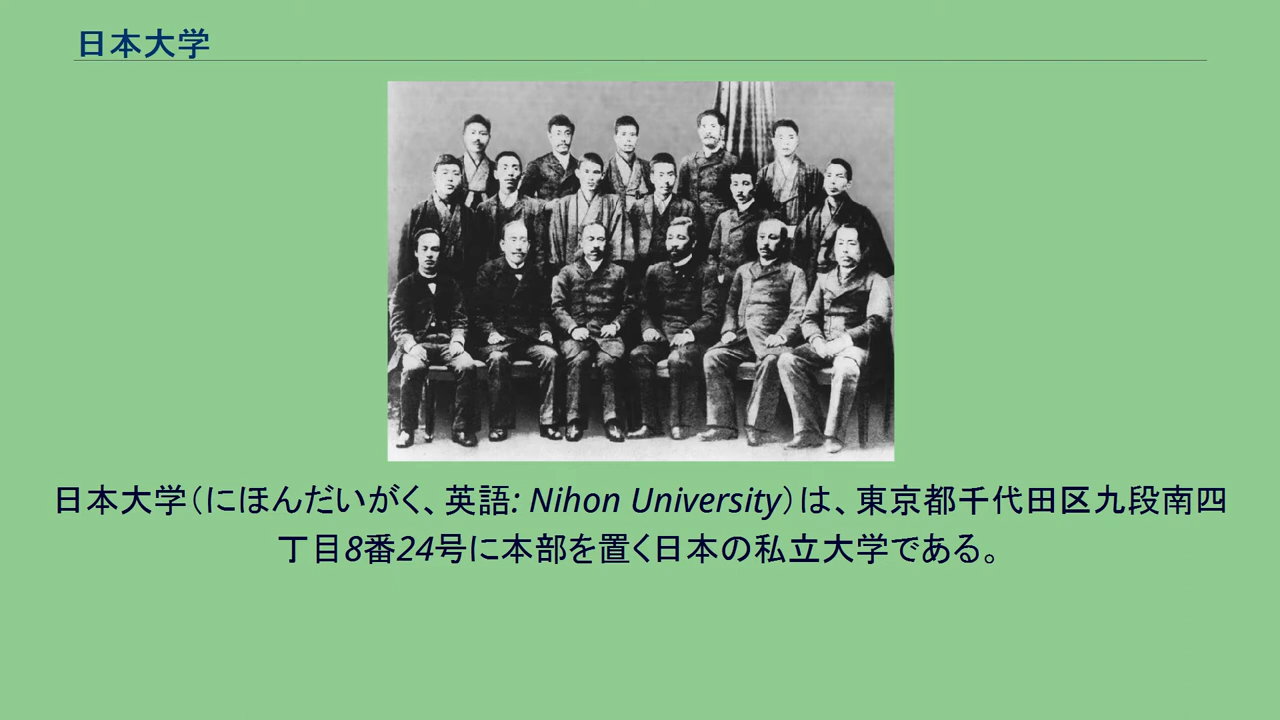 日本大学
日本大学（にほんだいがく、英語: Nihon University）は、東京都千代田区九段南四
丁目8番24号に本部を置く日本の私立大学である。